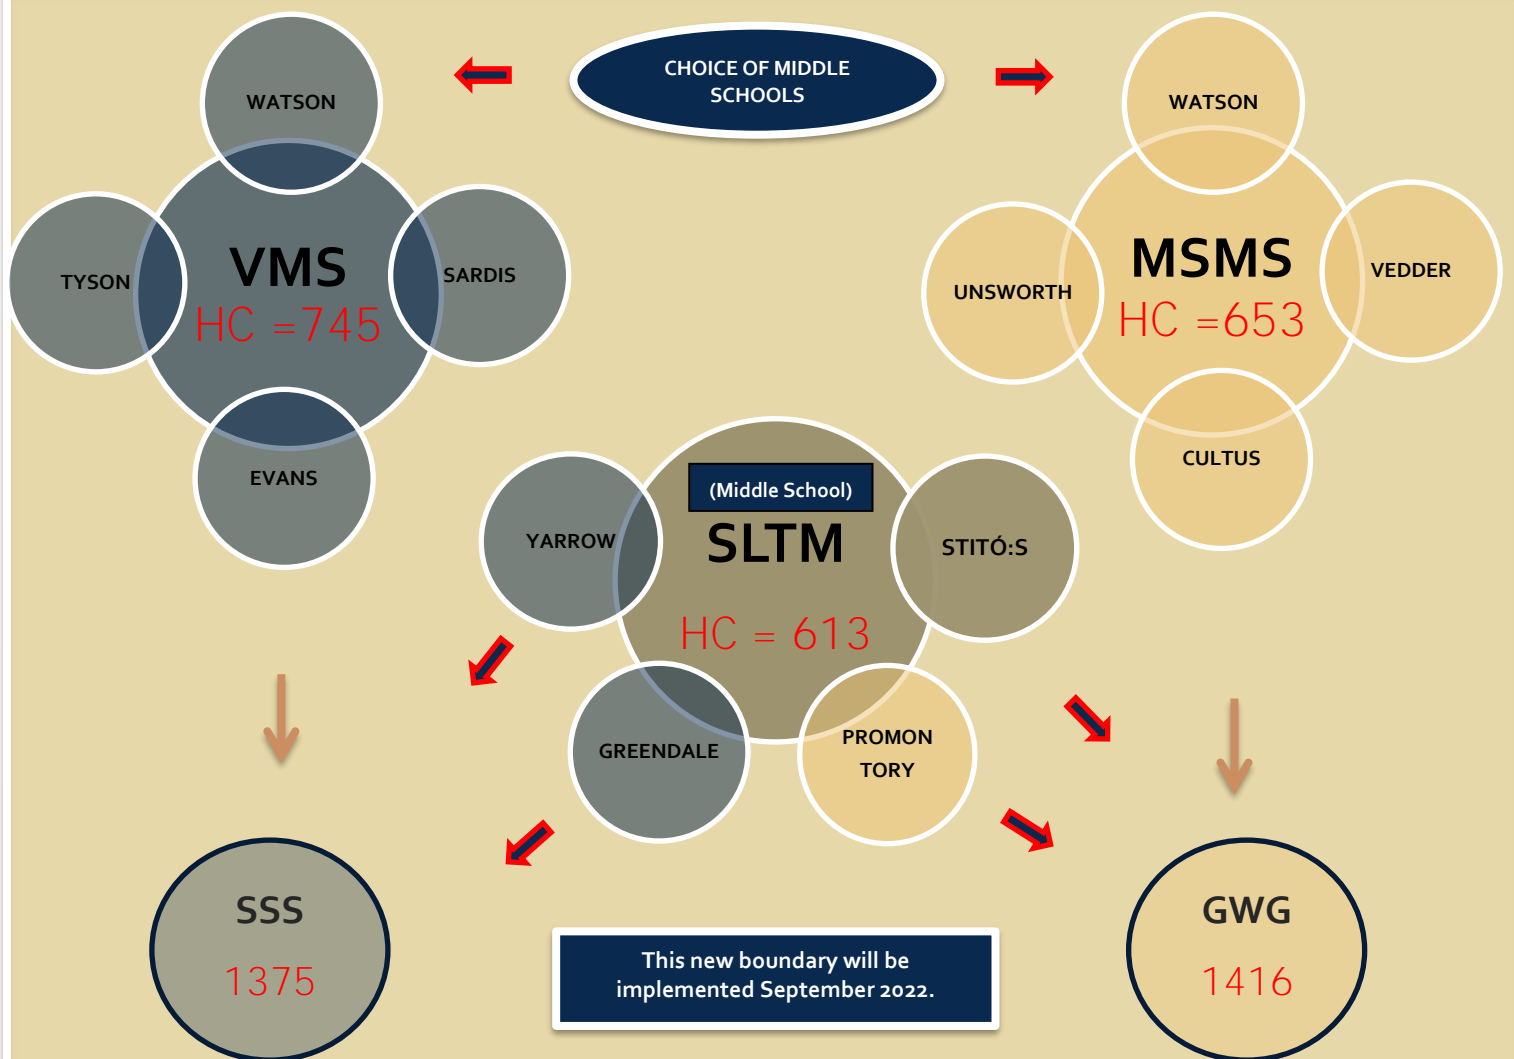 CHOICE OF MIDDLE
SCHOOLS
WATSON
TYSON
VMS
HC =745
SARDIS
EVANS
WATSON
UNSWORTH
MSMS
HC =653
VEDDER
CULTUS
(Middle School)
YARROW
SLTM
STITÓ:S
HC = 613
GREENDALE
PROMON
TORY
SSS
1375
This new boundary will be
implemented September 2022.
GWG
1416